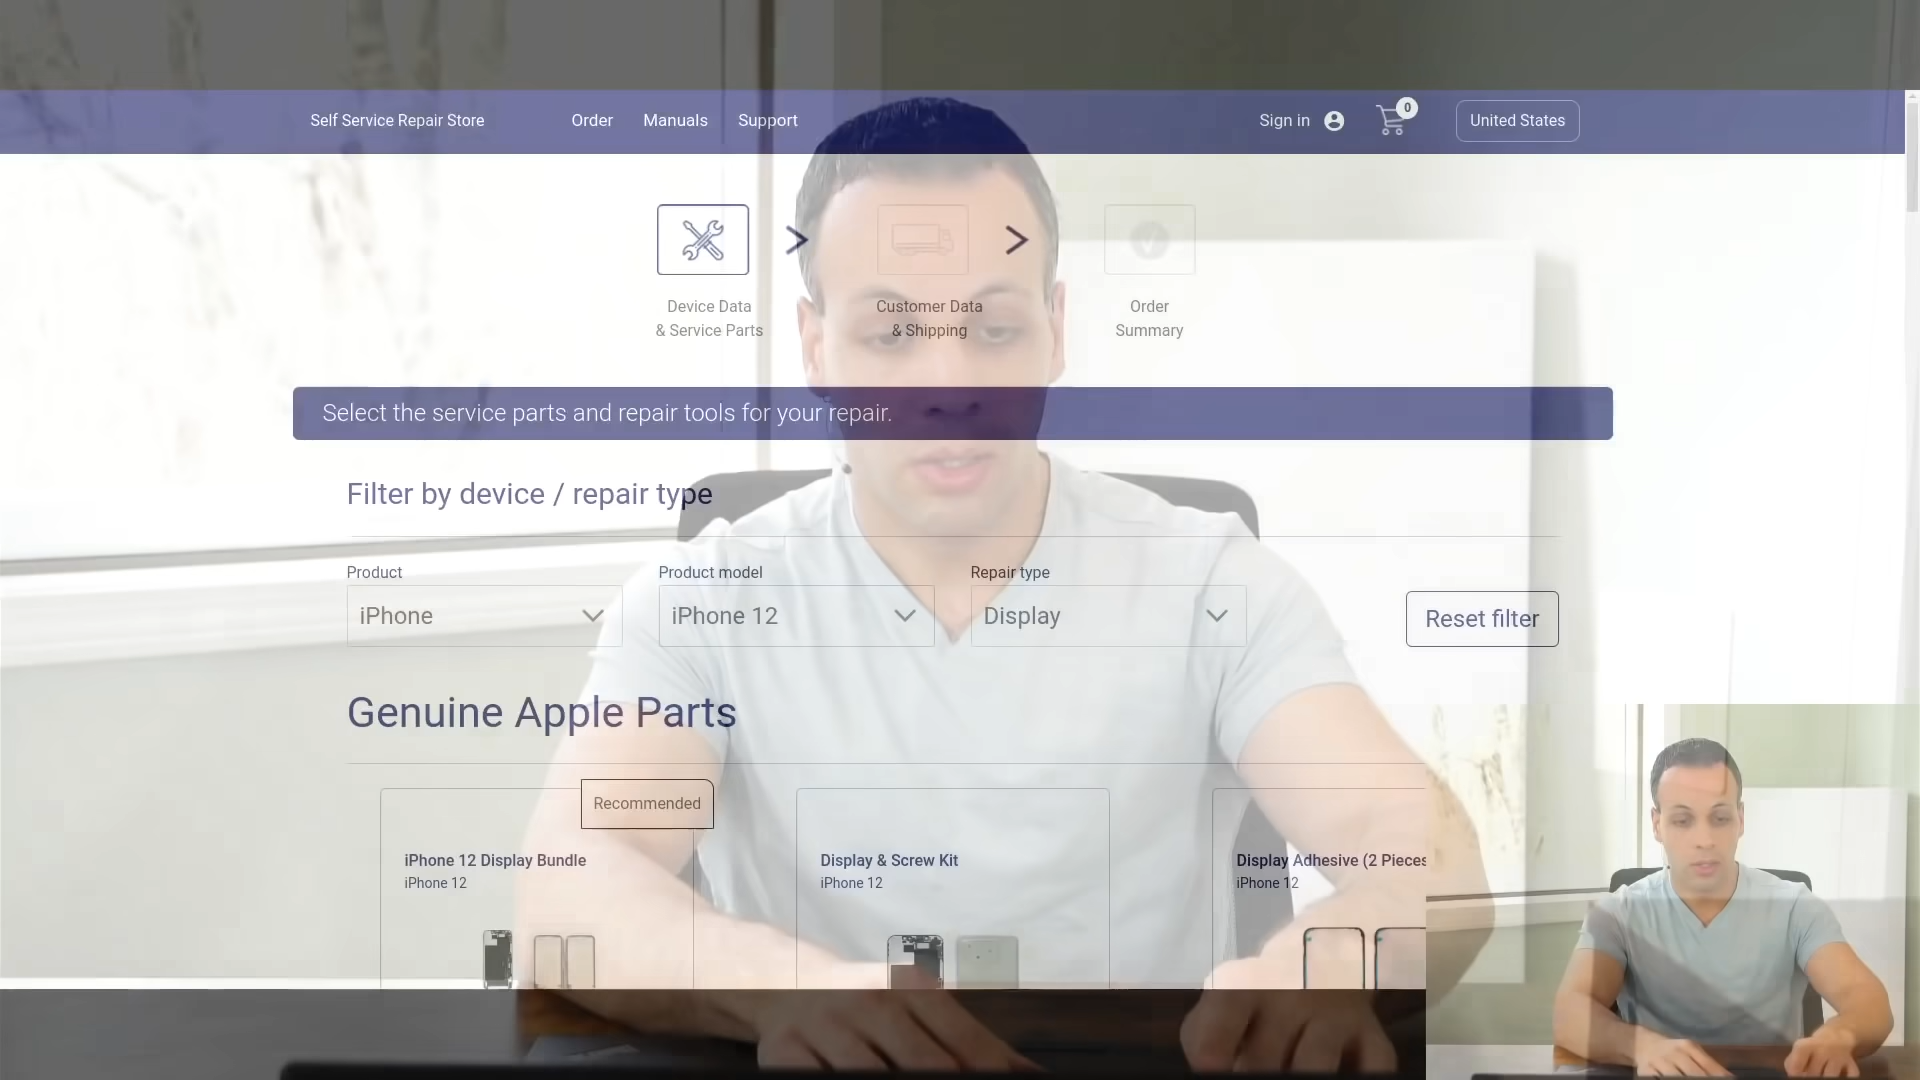 Self Service Repair Store
Order
Manuals
Support
Sign in
0
United States
Device Data
& Service Parts
Customer Data
& Shipping
Order
Summary
Select the service parts and repair tools for your repair.
Filter by device / repair type
Product
Product model
Repair type
iPhone
iPhone 12
Display
Reset filter
Genuine Apple Parts
Recommended
iPhone 12 Display Bundle
iPhone 12
Display & Screw Kit
iPhone 12
Display Adhesive (2 Pieces
iPhone 12